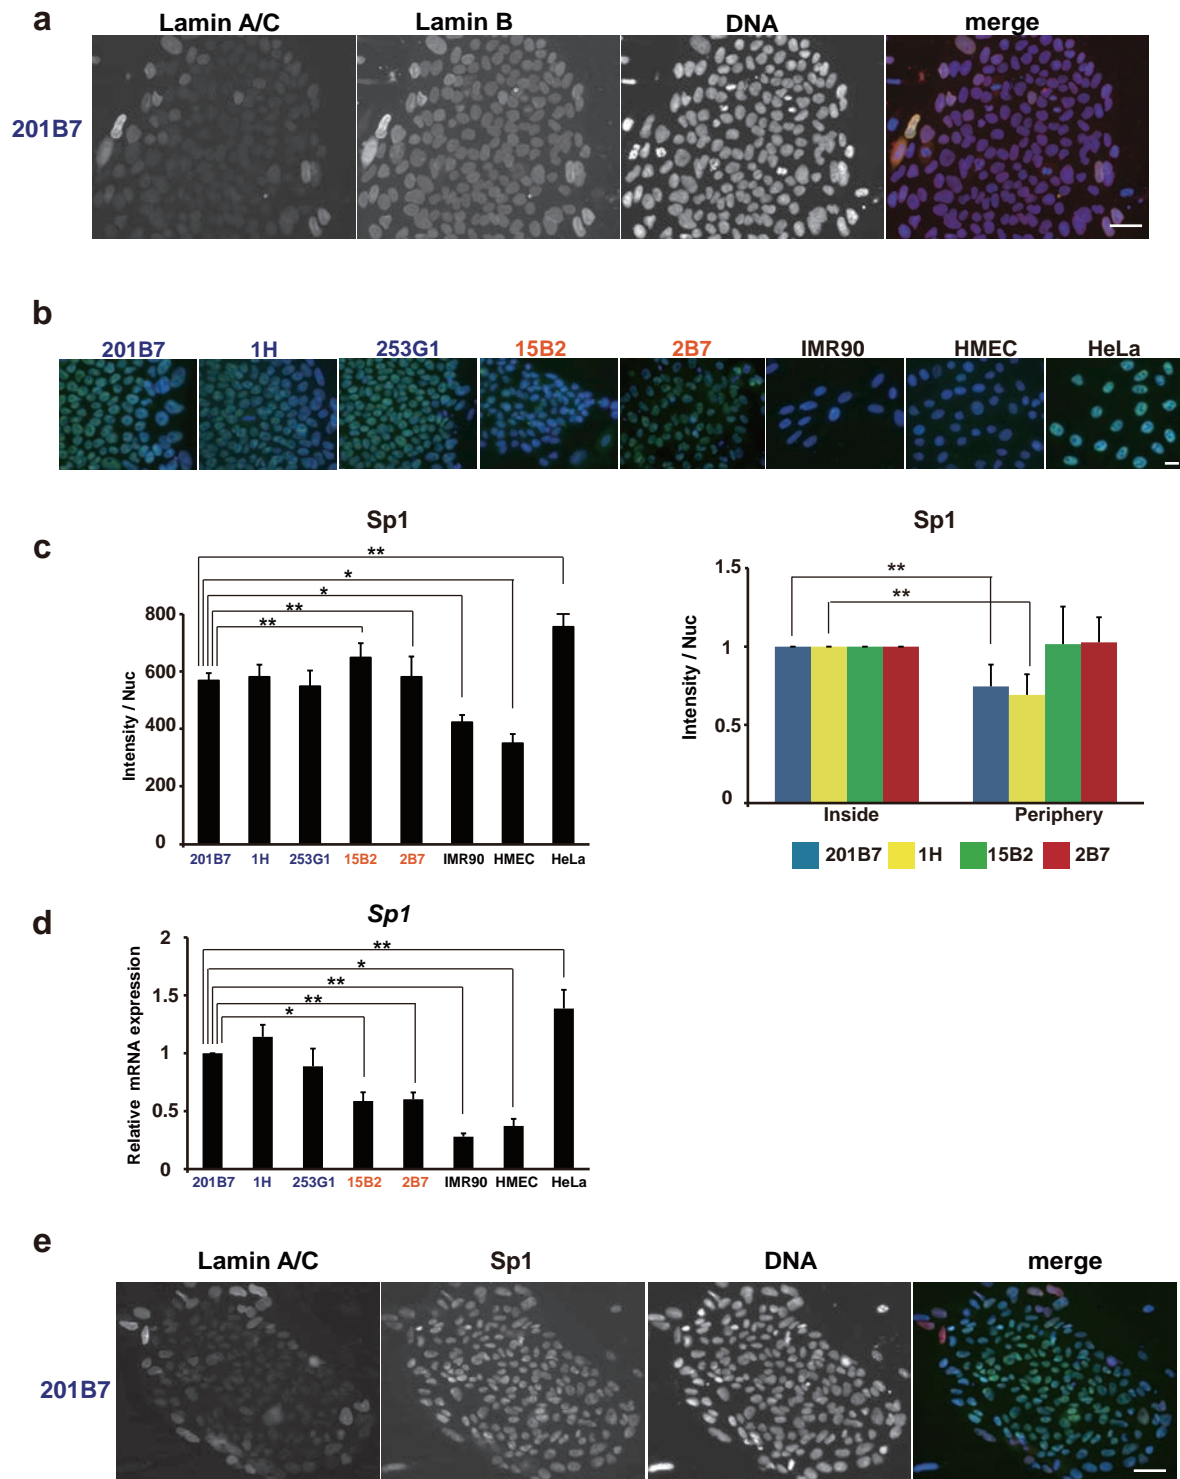 a
Lamin A/C Lamin B DNA merge
201B7
b
201B7 1H 253G1 15B2 2B7 IMR90 HMEC HeLa
c
Sp1
**
*
*
**
**
800
600
400
200
0
Intensity / Nuc
201B7 1H 253G1 15B2 2B7 IMR90 HMEC HeLa
Sp1
**
**
1.5
1
0.5
0
Intensity / Nuc
Inside Periphery
201B7 1H 15B2 2B7
d
Sp1
**
*
**
**
*
2
1.5
1
0.5
0
Relative mRNA expression
201B7 1H 253G1 15B2 2B7 IMR90 HMEC HeLa
e
Lamin A/C Sp1 DNA merge
201B7